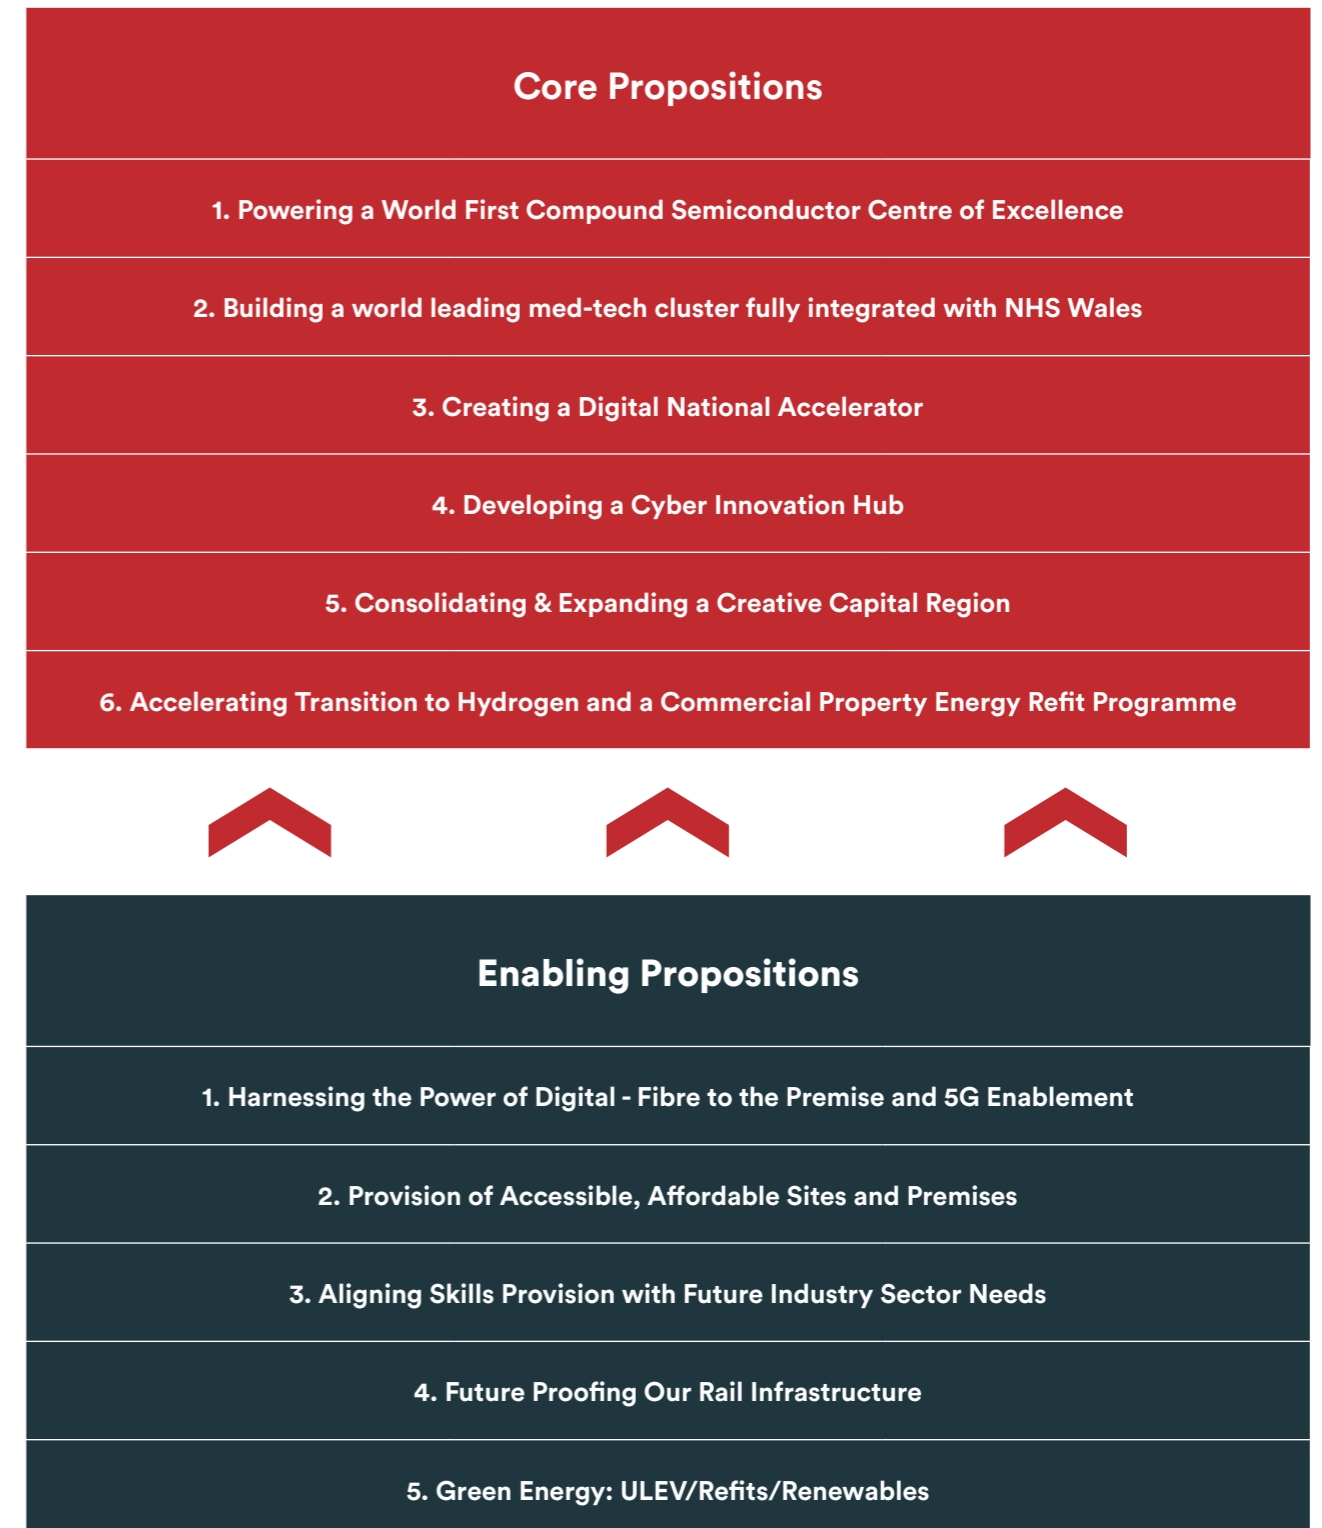 Core Propositions
1. Powering a World First Compound Semiconductor Centre of Excellence
2. Building a world leading med-tech cluster fully integrated with NHS Wales
3. Creating a Digital National Accelerator
4. Developing a Cyber Innovation Hub
5. Consolidating & Expanding a Creative Capital Region
6. Accelerating Transition to Hydrogen and a Commercial Property Energy Refit Programme
Enabling Propositions
1. Harnessing the Power of Digital - Fibre to the Premise and 5G Enablement
2. Provision of Accessible, Affordable Sites and Premises
3. Aligning Skills Provision with Future Industry Sector Needs
4. Future Proofing Our Rail Infrastructure
5. Green Energy: ULEV/Refits/Renewables